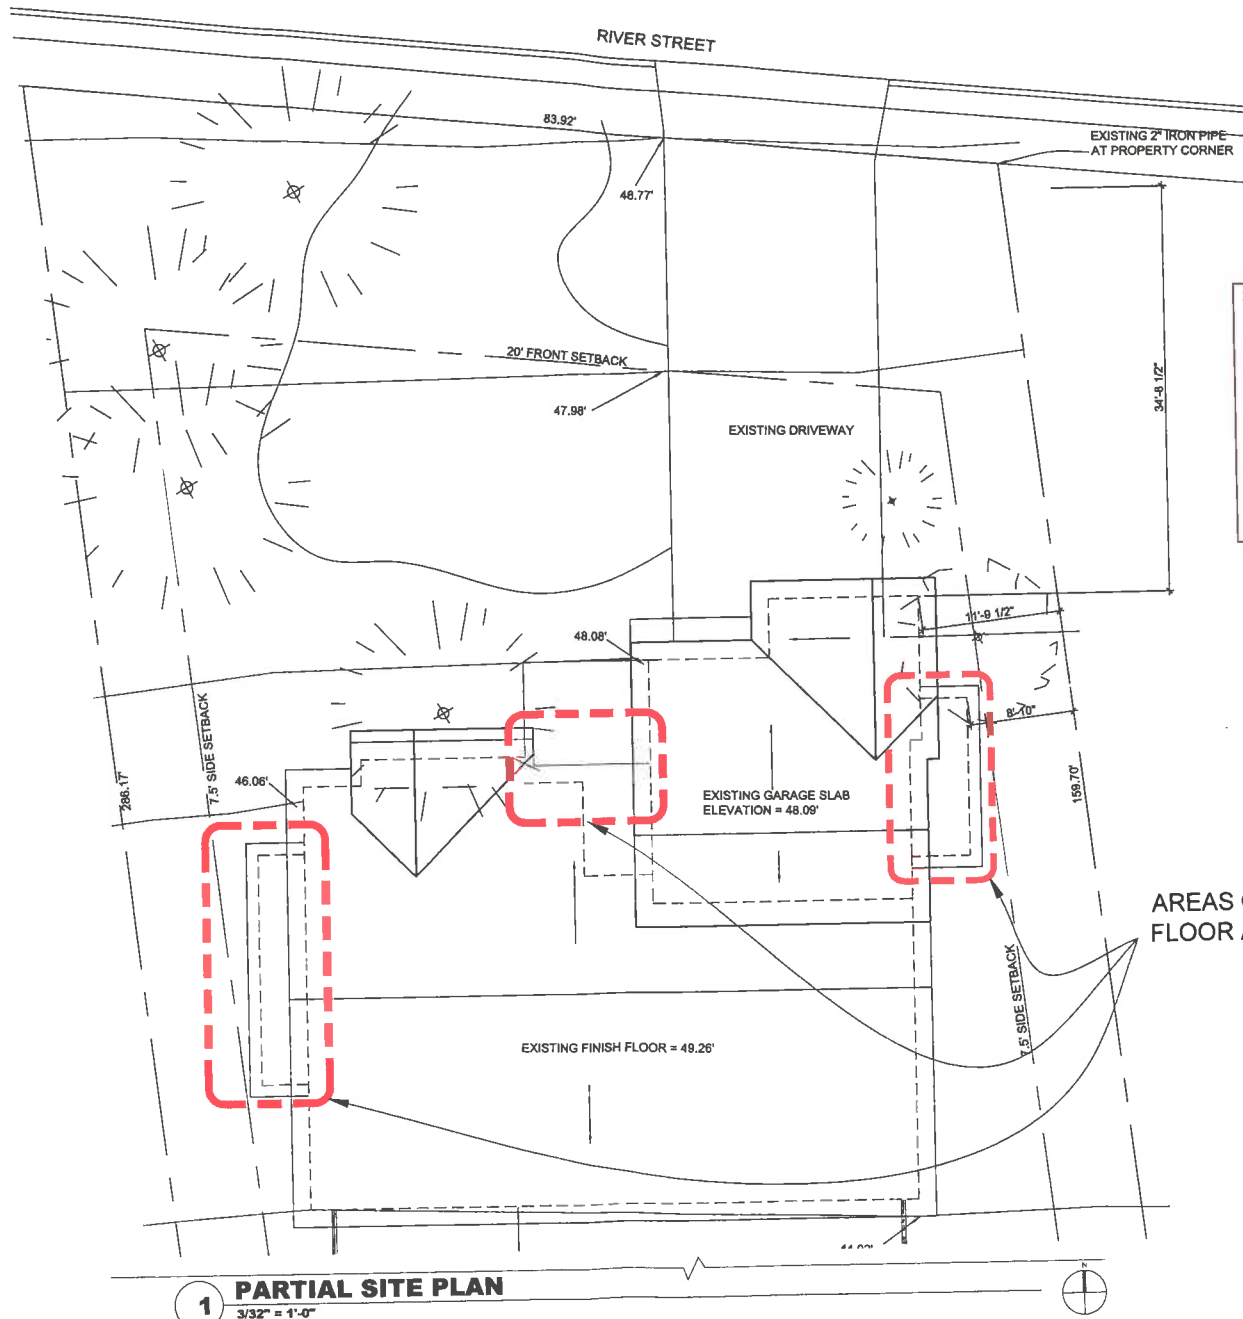 RIVER STREET
83.92'
EXISTING 2" IRON PIPE
AT PROPERTY CORNER
48.77'
20' FRONT SETBACK
47.98'
34'-8 1/2"
EXISTING DRIVEWAY
11'-9 1/2"
48.08'
8'-10"
7.5' SIDE SETBACK
286.17'
46.06'
EXISTING GARAGE SLAB
ELEVATION = 48.09'
159.70'
AREAS
FLOOR
7.5' SIDE SETBACK
EXISTING FINISH FLOOR = 49.26'
N
1 PARTIAL SITE PLAN
3/32" = 1'-0"